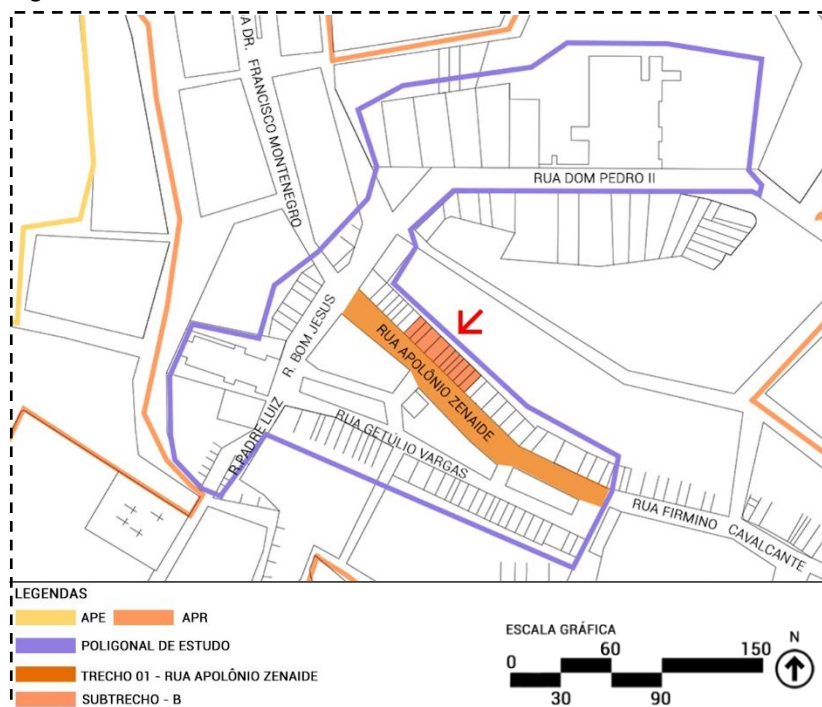 A DR. FRANCISCO MONTENEGRO
RUA DOM PEDRO II
R. BOM JESUS
RUA APOLÔNIO ZENAIDE
R.PADRE LUIZ
RUA GETÚLIO VARGAS
RUA FIRMINO CAVALCANTE
LEGENDAS
APE APR
POLIGONAL DE ESTUDO
TRECHO 01 - RUA APOLÔNIO ZENAIDE
SUBTRECHO - B
ESCALA GRÁFICA
0 60 150
30 90
N